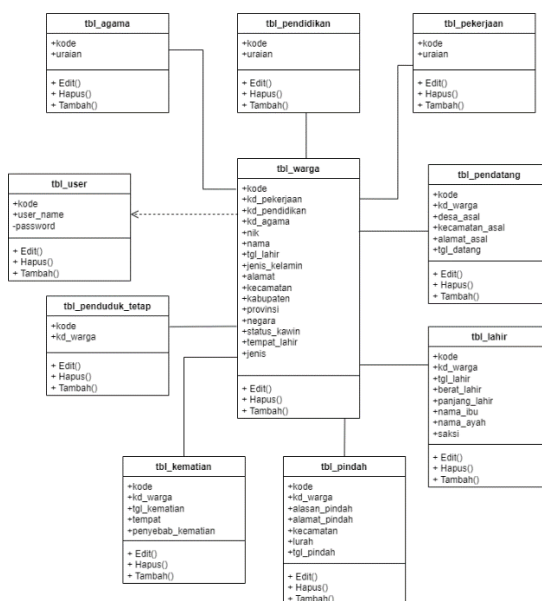 tbl_agama
+kode
+uraian
+ Edit()
+ Hapus()
+ Tambah()
tbl_pendidikan
+kode
+uraian
+ Edit()
+ Hapus()
+ Tambah()
tbl_pekerjaan
+kode
+uraian
+ Edit()
+ Hapus()
+ Tambah()
tbl_user
+kode
+user_name
-password
+ Edit()
+ Hapus()
+ Tambah()
tbl_warga
+kode
+kd_pekerjaan
+kd_pendidikan
+kd_agama
+nik
+nama
+tgl_lahir
+jenis_kelamin
+alamat
+kecamatan
+kabupaten
+provinsi
+negara
+status_kawin
+tempat_lahir
+jenis
+ Edit()
+ Hapus()
+ Tambah()
tbl_pendatang
+kode
+kd_warga
+desa_asal
+kecamatan_asal
+alamat_asal
+tgl_datang
+ Edit()
+ Hapus()
+ Tambah()
tbl_penduduk_tetap
+kode
+kd_warga
+ Edit()
+ Hapus()
+ Tambah()
tbl_lahir
+kode
+kd_warga
+tgl_lahir
+berat_lahir
+panjang_lahir
+nama_ibu
+nama_ayah
+saksi
+ Edit()
+ Hapus()
+ Tambah()
tbl_kematian
+kode
+kd_warga
+tgl_kematian
+tempat
+penyebab_kematian
+ Edit()
+ Hapus()
+ Tambah()
tbl_pindah
+kode
+kd_warga
+alasan_pindah
+alamat_pindah
+kecamatan
+lurah
+tgl_pindah
+ Edit()
+ Hapus()
+ Tambah()